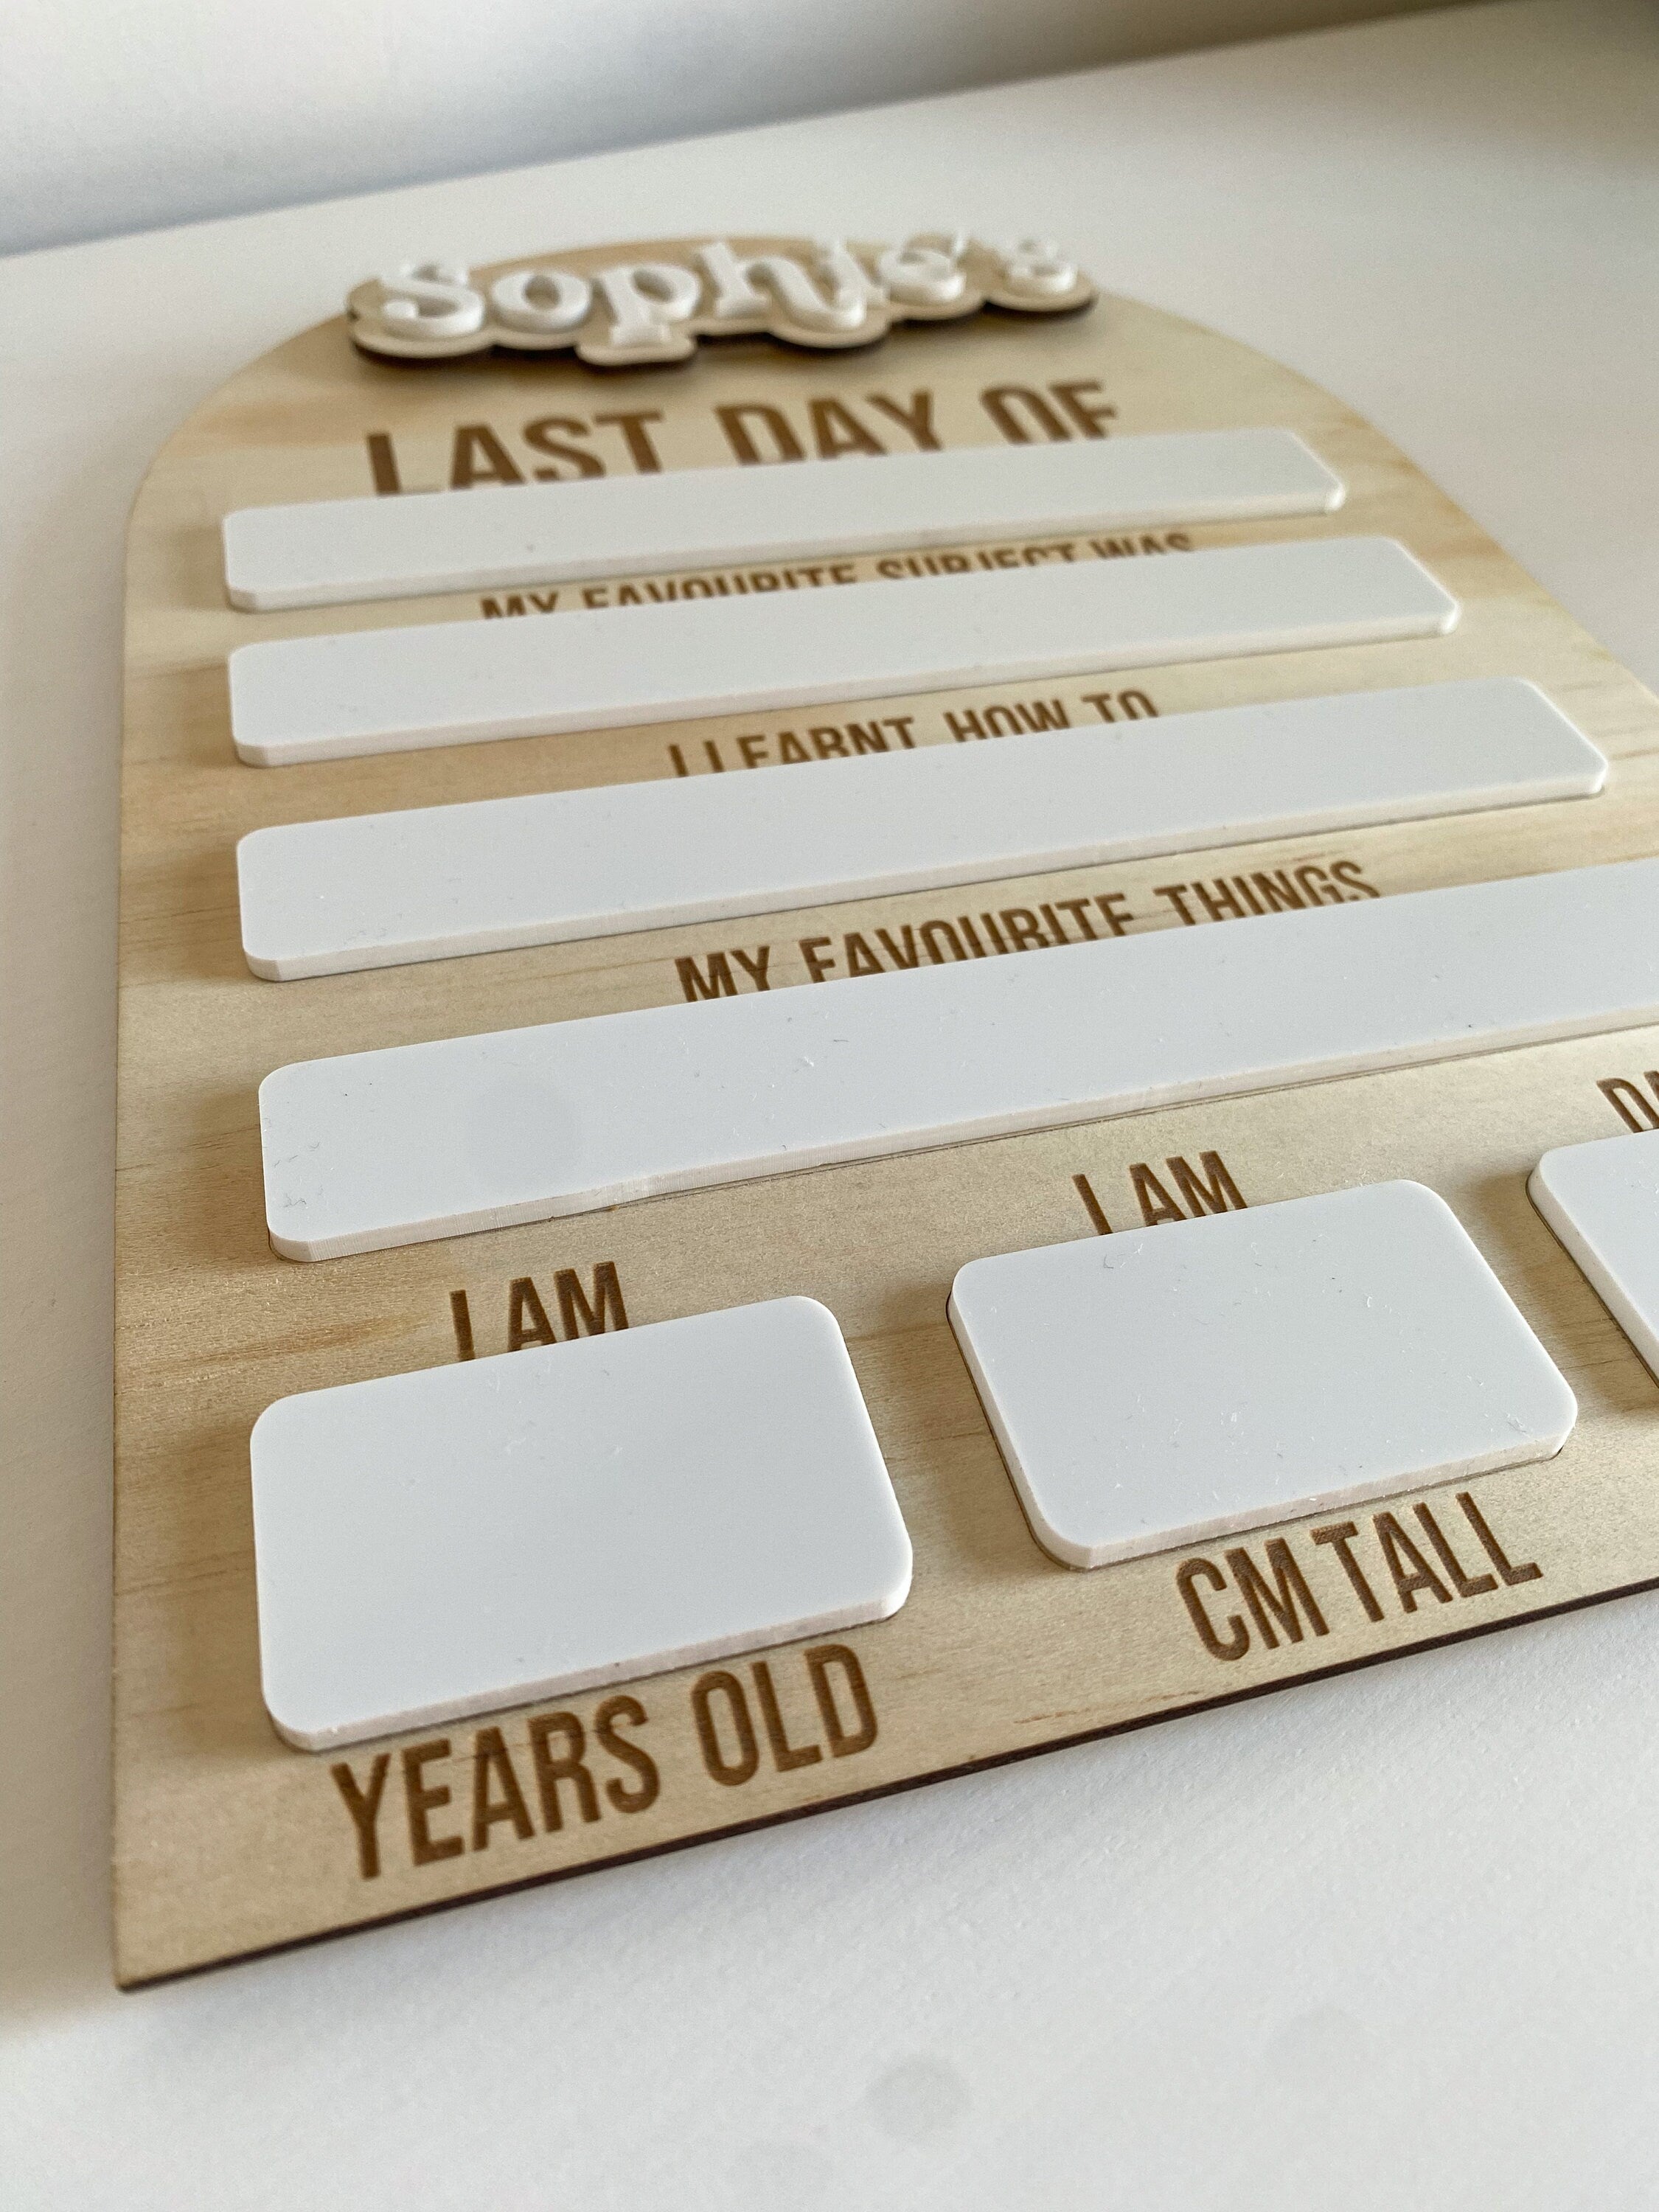 Sophie's
LAST DAY OF
MY FAVOURITE SUBJECT WAS
I LEARNT HOW TO
MY FAVOURITE THINGS
I AM
I AM
YEARS OLD
CM TALL